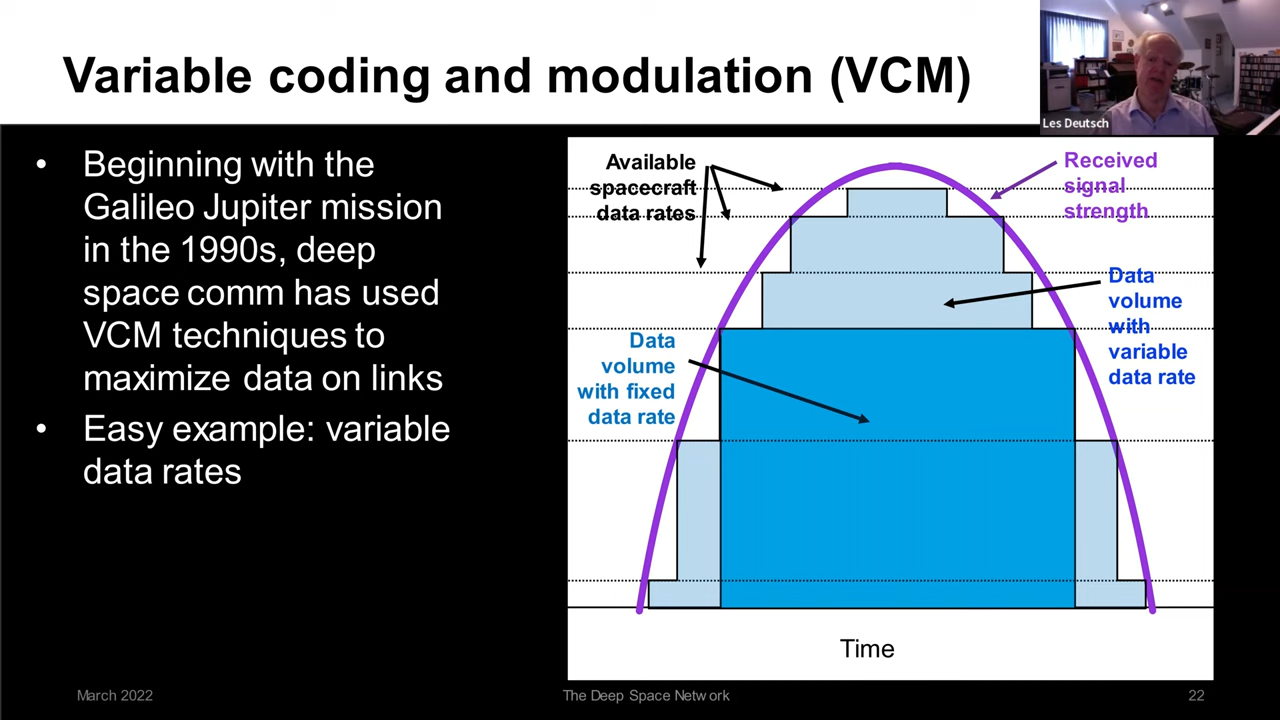 Variable coding and modulation (VCM)
Les Deutsch
• Beginning with the
Galileo Jupiter mission
in the 1990s, deep
space comm has used
VCM techniques to
maximize data on links
• Easy example: variable
data rates
Available
spacecraft
data rates
Received
signal
strength
Data
volume
with
variable
data rate
Data
volume
with fixed
data rate
Time
March 2022
The Deep Space Network
22